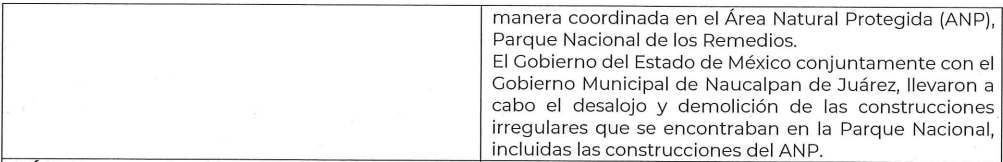 manera coordinada en el Área Natural Protegida (ANP),
Parque Nacional de los Remedios.
El Gobierno del Estado de México conjuntamente con el
Gobierno Municipal de Naucalpan de Juárez, llevaron a
cabo el desalojo y demolición de las construcciones
irregulares que se encontraban en la Parque Nacional,
incluidas las construcciones del ANP.